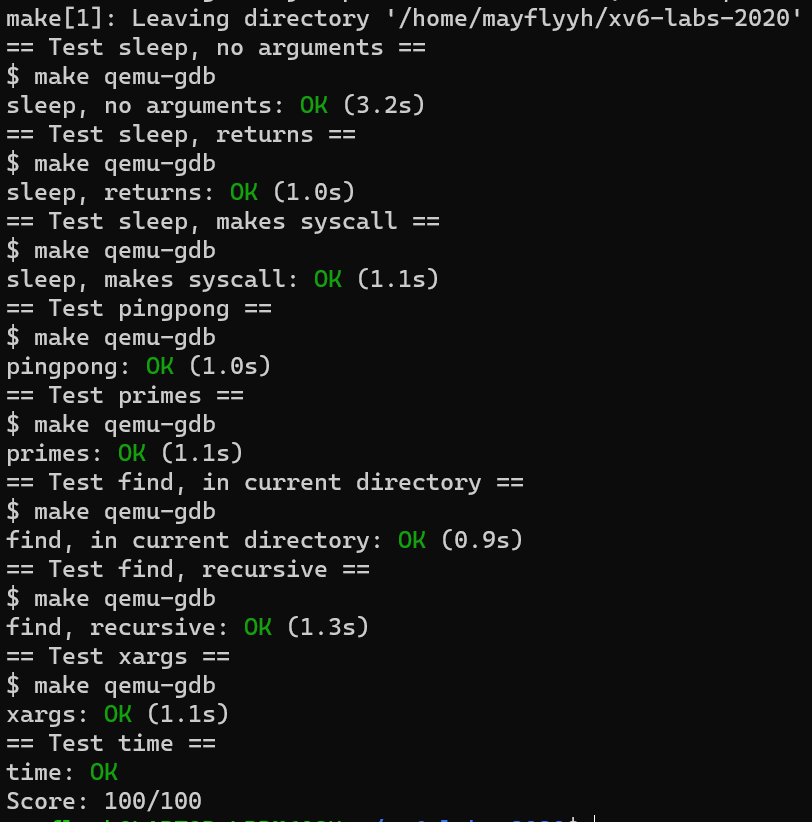 make[1]: Leaving directory '/home/mayflyyh/xv6-labs-2020'
== Test sleep, no arguments ==
$ make qemu-gdb
sleep, no arguments: OK (3.2s)
== Test sleep, returns ==
$ make qemu-gdb
sleep, returns: OK (1.0s)
== Test sleep, makes syscall ==
$ make qemu-gdb
sleep, makes syscall: OK (1.1s)
== Test pingpong ==
$ make qemu-gdb
pingpong: OK (1.0s)
== Test primes ==
$ make qemu-gdb
primes: OK (1.1s)
== Test find, in current directory ==
$ make qemu-gdb
find, in current directory: OK (0.9s)
== Test find, recursive ==
$ make qemu-gdb
find, recursive: OK (1.3s)
== Test xargs ==
$ make qemu-gdb
xargs: OK (1.1s)
== Test time ==
time: OK
Score: 100/100